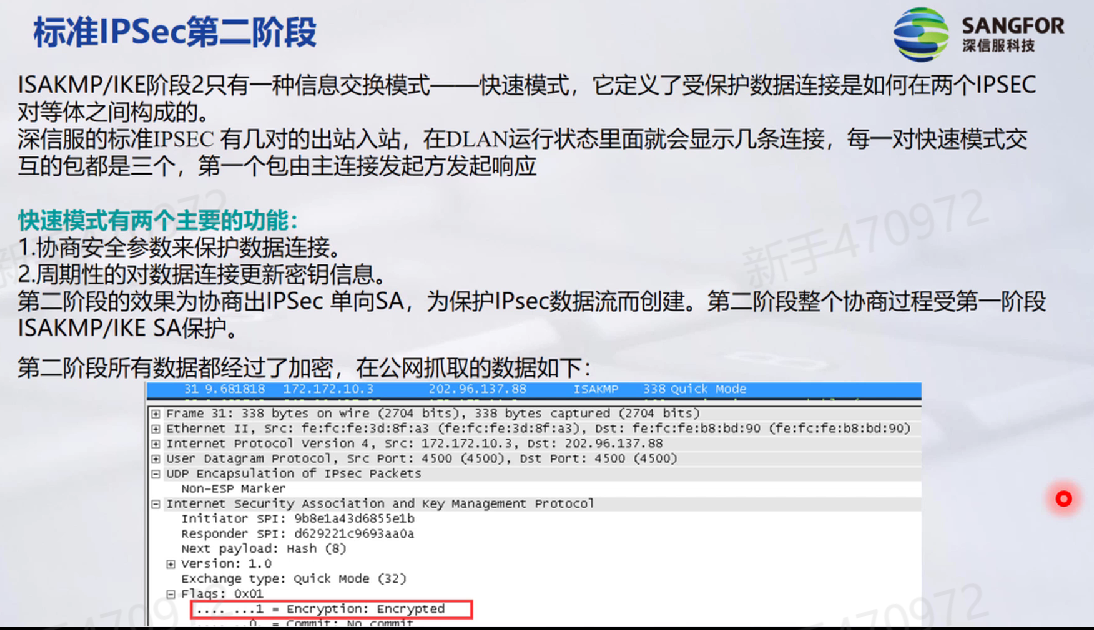 标准IPSec第二阶段
SANGFOR
深信服科技
ISAKMP/IKE阶段2只有一种信息交换模式——快速模式，它定义了受保护数据连接是如何在两个IPSEC
对等体之间构成的。
深信服的标准IPSEC 有几对的出站入站，在DLAN运行状态里面就会显示几条连接，每一对快速模式交
互的包都是三个，第一个包由主连接发起方发起响应
快速模式有两个主要的功能：
1.协商安全参数来保护数据连接。
2.周期性的对数据连接更新密钥信息。
第二阶段的效果为协商出IPSec 单向SA，为保护IPsec数据流而创建。第二阶段整个协商过程受第一阶段
ISAKMP/IKE SA保护。
第二阶段所有数据都经过了加密，在公网抓取的数据如下：
31 9.681818 172.172.10.3 202.96.137.88 ISAKMP 338 Quick Mode
Frame 31: 338 bytes on wire (2704 bits), 338 bytes captured (2704 bits)
Ethernet II, Src: fe:fc:fe:3d:8f:a3 (fe:fc:fe:3d:8f:a3), Dst: fe:fc:fe:b8:bd:90 (fe:fc:fe:b8:bd:90)
Internet Protocol Version 4, Src: 172.172.10.3, Dst: 202.96.137.88
User Datagram Protocol, Src Port: 4500 (4500), Dst Port: 4500 (4500)
UDP Encapsulation of IPsec Packets
Non-ESP Marker
Internet Security Association and Key Management Protocol
Initiator SPI: 9b8e1a43d6855e1b
Responder SPI: d629221c9693aa0a
Next payload: Hash (8)
Version: 1.0
Exchange type: Quick Mode (32)
Flags: 0x01
.... ...1 = Encryption: Encrypted
.... ..0. = Commit: No commit
新手470972